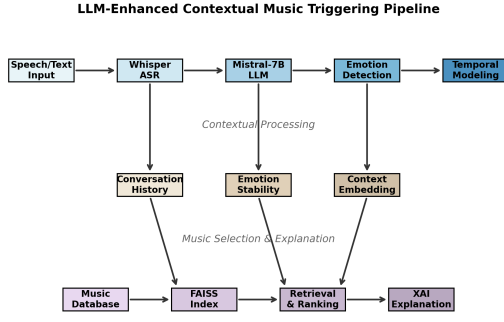 LLM-Enhanced Contextual Music Triggering Pipeline
Speech/Text
Input
Whisper
ASR
Mistral-7B
LLM
Emotion
Detection
Temporal
Modeling
Contextual Processing
Conversation
History
Emotion
Stability
Context
Embedding
Music Selection & Explanation
Music
Database
FAISS
Index
Retrieval
& Ranking
XAI
Explanation